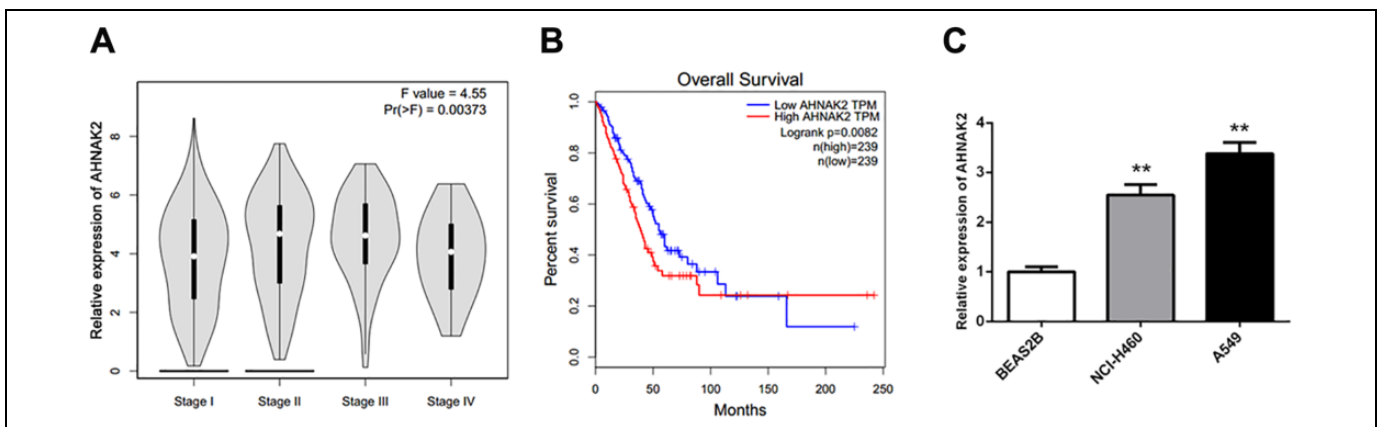 A
Relative expression of AHNAK2
8
6
4
2
0
F value = 4.55
Pr(>F) = 0.00373
Stage I
Stage II
Stage III
Stage IV
B
Overall Survival
Percent survival
1.0
0.8
0.6
0.4
0.2
0.0
Low AHNAK2 TPM
High AHNAK2 TPM
Logrank p=0.0082
n(high)=239
n(low)=239
0
50
100
150
200
250
Months
C
Relative expression of AHNAK2
4
3
2
1
0
**
**
BEAS2B
NCI-H460
A549